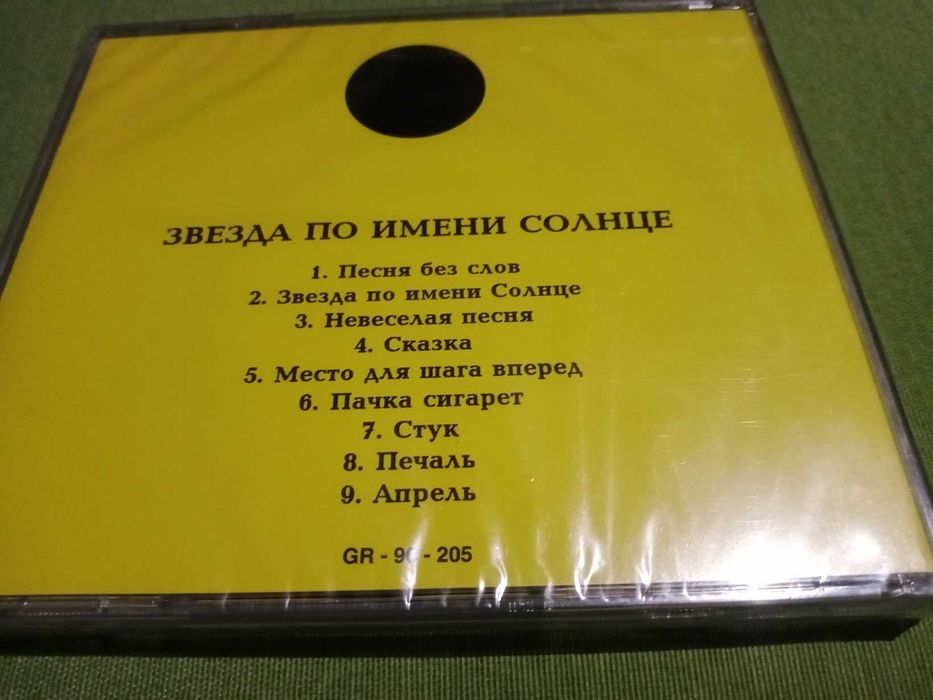 ЗВЕЗДА ПО ИМЕНИ СОЛНЦЕ
1. Песня без слов
2. Звезда по имени Солнце
3. Невеселая песня
4. Сказка
5. Место для шага вперед
6. Пачка сигарет
7. Стук
8. Печаль
9. Апрель
GR - - 205